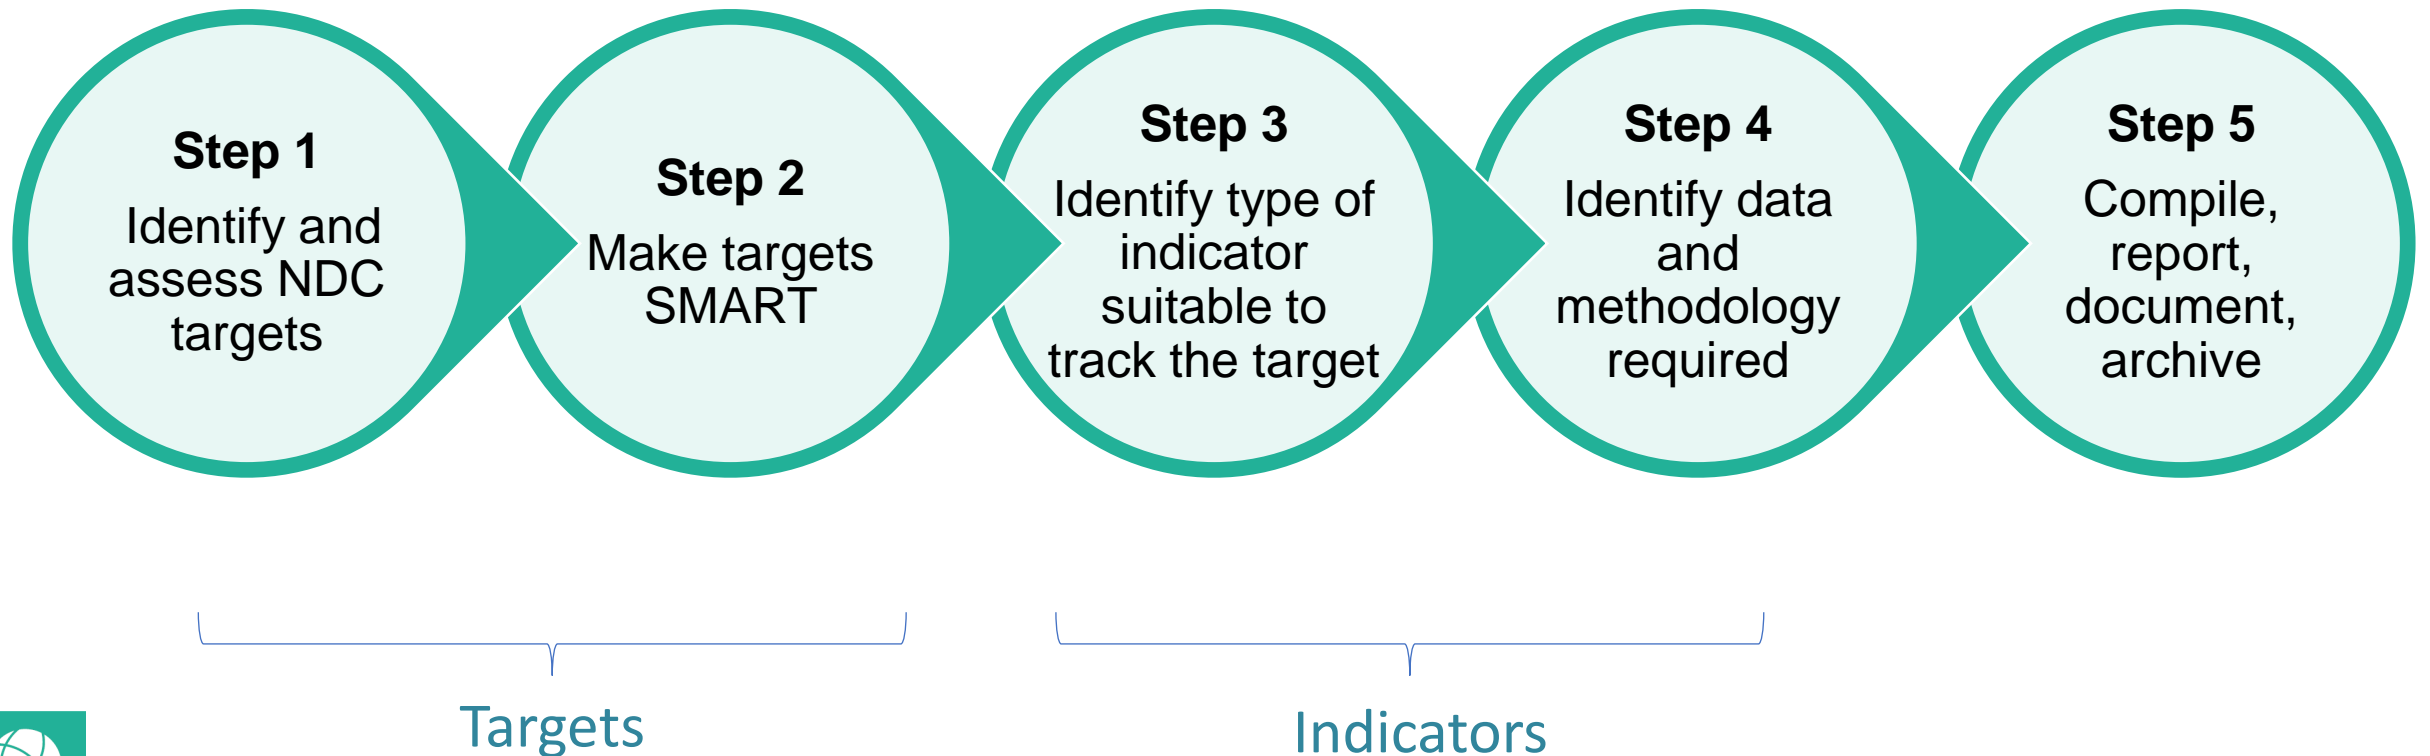 Step 1
Identify and
assess NDC
targets
Step 2
Make targets
SMART
Step 3
Identify type of
indicator
suitable to
track the target
Step 4
Identify data
and
methodology
required
Step 5
Compile,
report,
document,
archive
Targets
Indicators